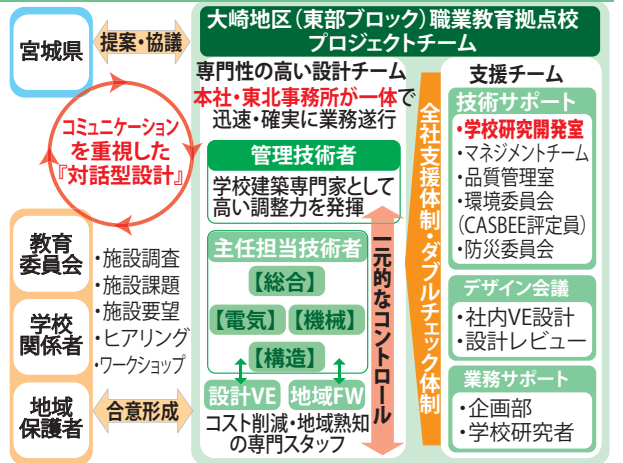 宮城県
提案・協議
コミュニケーション
を重視した
『対話型設計』
教育
委員会
学校
関係者
地域
保護者
・施設調査
・施設課題
・施設要望
・ヒアリング
・ワークショップ
合意形成
大崎地区(東部ブロック)職業教育拠点校
プロジェクトチーム
専門性の高い設計チーム
本社・東北事務所が一体で
迅速・確実に業務遂行
管理技術者
学校建築専門家として
高い調整力を発揮
主任担当技術者
【総合】
【電気】【機械】
【構造】
設計VE 地域FW
コスト削減・地域熟知
の専門スタッフ
一元的なコントロール
全社支援体制・ダブルチェック体制
支援チーム
技術サポート
・学校研究開発室
・マネジメントチーム
・品質管理室
・環境委員会
(CASBEE評定員)
・防災委員会
デザイン会議
・社内VE設計
・設計レビュー
業務サポート
・企画部
・学校研究者